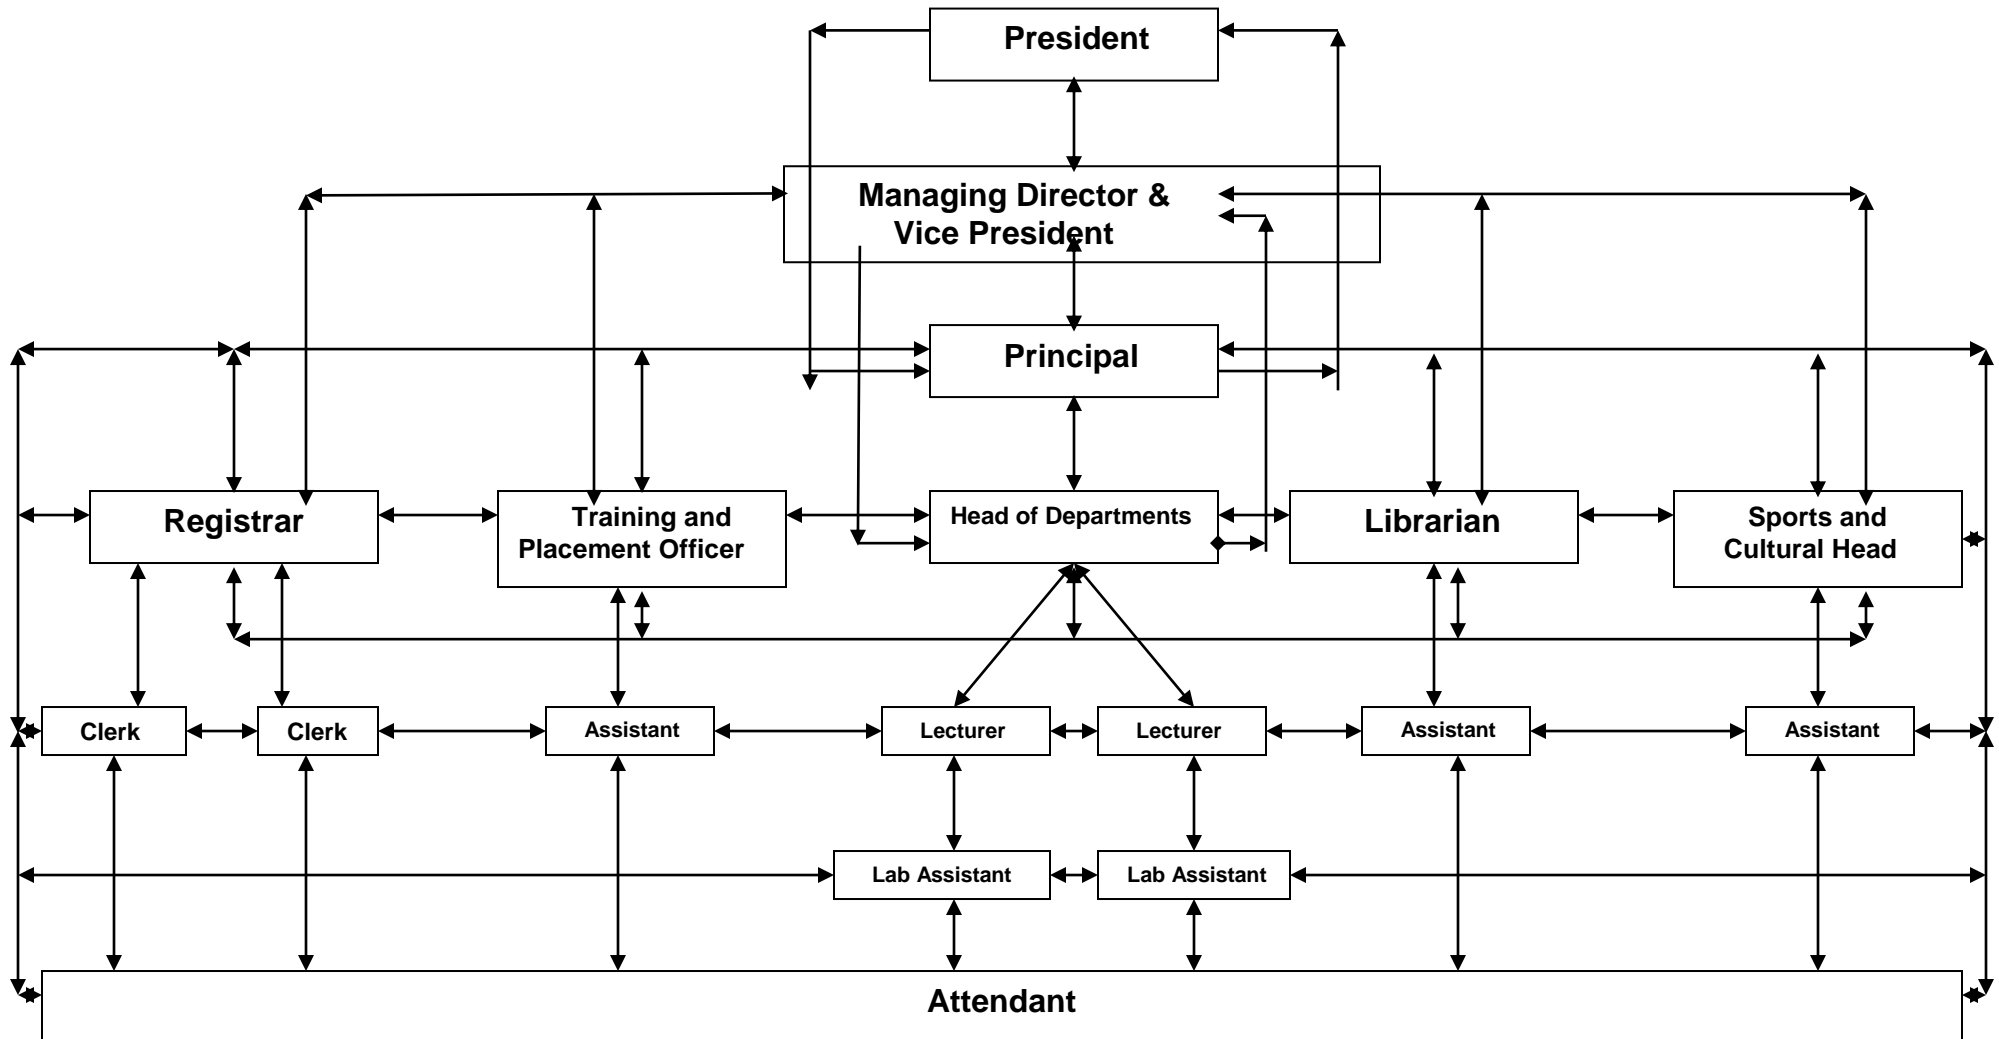 President
Managing Director &
Vice President
Principal
Registrar
Training and
Placement Officer
Head of Departments
Librarian
Sports and
Cultural Head
Clerk
Clerk
Assistant
Lecturer
Lecturer
Assistant
Assistant
Lab Assistant
Lab Assistant
Attendant